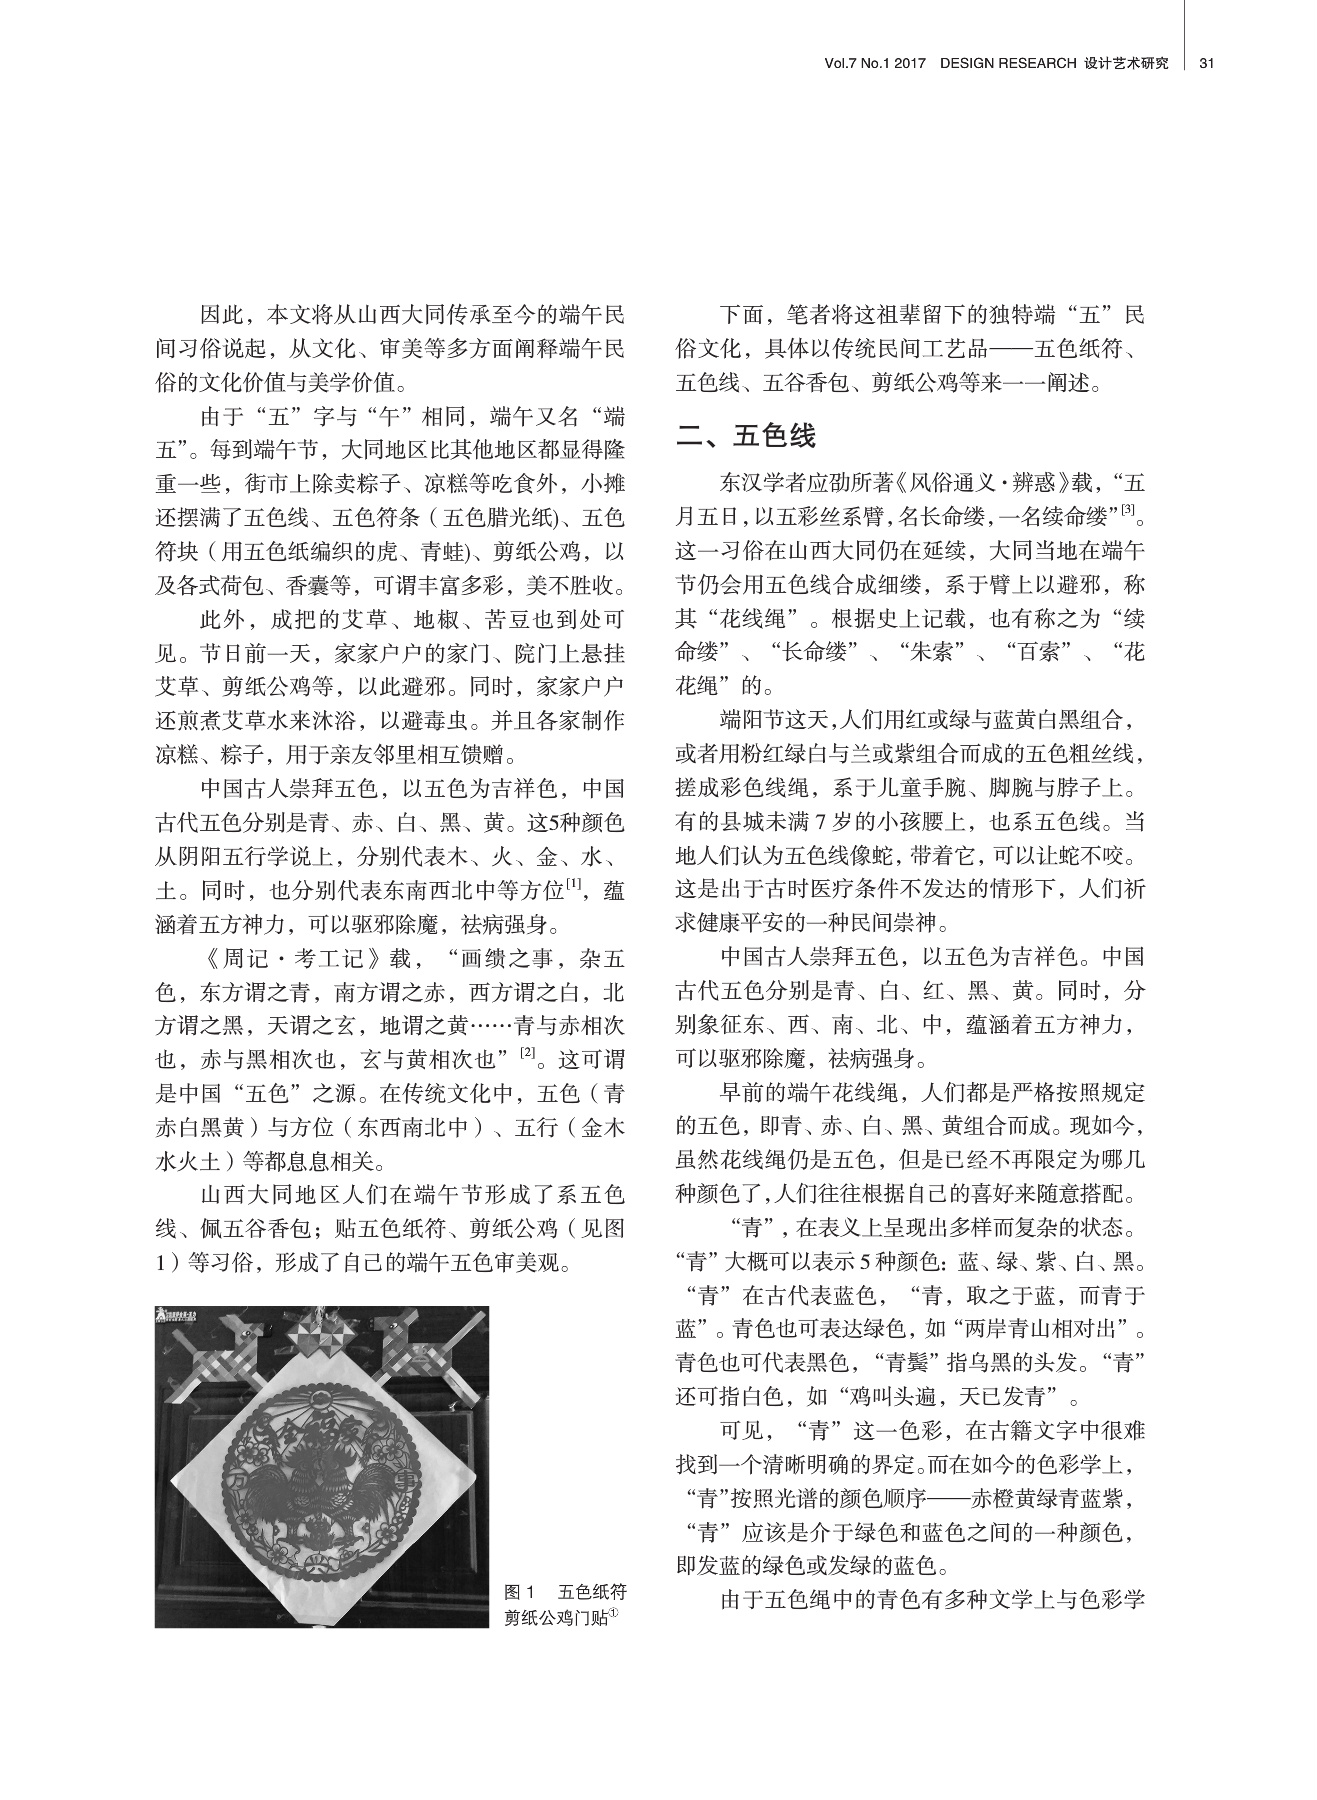 Vol.7 No.1 2017 DESIGN RESEARCH 设计艺术研究 31
因此，本文将从山西大同传承至今的端午民
间习俗说起，从文化、审美等多方面阐释端午民
俗的文化价值与美学价值。
由于“五”字与“午”相同，端午又名“端
五”。每到端午节，大同地区比其他地区都显得隆
重一些，街市上除卖粽子、凉糕等吃食外，小摊
还摆满了五色线、五色符条（五色腊光纸)、五色
符块（用五色纸编织的虎、青蛙)、剪纸公鸡，以
及各式荷包、香囊等，可谓丰富多彩，美不胜收。
此外，成把的艾草、地椒、苦豆也到处可
见。节日前一天，家家户户的家门、院门上悬挂
艾草、剪纸公鸡等，以此避邪。同时，家家户户
还煎煮艾草水来沐浴，以避毒虫。并且各家制作
凉糕、粽子，用于亲友邻里相互馈赠。
中国古人崇拜五色，以五色为吉祥色，中国
古代五色分别是青、赤、白、黑、黄。这5种颜色
从阴阳五行学说上，分别代表木、火、金、水、
土。同时，也分别代表东南西北中等方位[1]，蕴
涵着五方神力，可以驱邪除魔，祛病强身。
《周记·考工记》载，“画缋之事，杂五
色，东方谓之青，南方谓之赤，西方谓之白，北
方谓之黑，天谓之玄，地谓之黄……青与赤相次
也，赤与黑相次也，玄与黄相次也”[2]。这可谓
是中国“五色”之源。在传统文化中，五色（青
赤白黑黄）与方位（东西南北中）、五行（金木
水火土）等都息息相关。
山西大同地区人们在端午节形成了系五色
线、佩五谷香包；贴五色纸符、剪纸公鸡（见图
1）等习俗，形成了自己的端午五色审美观。
图 1 五色纸符
剪纸公鸡门贴①
下面，笔者将这祖辈留下的独特端“五”民
俗文化，具体以传统民间工艺品——五色纸符、
五色线、五谷香包、剪纸公鸡等来一一阐述。
二、五色线
东汉学者应劭所著《风俗通义·辨惑》载，“五
月五日，以五彩丝系臂，名长命缕，一名续命缕”[3]。
这一习俗在山西大同仍在延续，大同当地在端午
节仍会用五色线合成细缕，系于臂上以避邪，称
其“花线绳”。根据史上记载，也有称之为“续
命缕”、“长命缕”、“朱索”、“百索”、“花
花绳”的。
端阳节这天，人们用红或绿与蓝黄白黑组合，
或者用粉红绿白与兰或紫组合而成的五色粗丝线，
搓成彩色线绳，系于儿童手腕、脚腕与脖子上。
有的县城未满 7 岁的小孩腰上，也系五色线。当
地人们认为五色线像蛇，带着它，可以让蛇不咬。
这是出于古时医疗条件不发达的情形下，人们祈
求健康平安的一种民间崇神。
中国古人崇拜五色，以五色为吉祥色。中国
古代五色分别是青、白、红、黑、黄。同时，分
别象征东、西、南、北、中，蕴涵着五方神力，
可以驱邪除魔，祛病强身。
早前的端午花线绳，人们都是严格按照规定
的五色，即青、赤、白、黑、黄组合而成。现如今，
虽然花线绳仍是五色，但是已经不再限定为哪几
种颜色了，人们往往根据自己的喜好来随意搭配。
“青”，在表义上呈现出多样而复杂的状态。
“青”大概可以表示 5 种颜色：蓝、绿、紫、白、黑。
“青”在古代表蓝色，“青，取之于蓝，而青于
蓝”。青色也可表达绿色，如“两岸青山相对出”。
青色也可代表黑色，“青鬓”指乌黑的头发。“青”
还可指白色，如“鸡叫头遍，天已发青”。
可见，“青”这一色彩，在古籍文字中很难
找到一个清晰明确的界定。而在如今的色彩学上，
“青”按照光谱的颜色顺序——赤橙黄绿青蓝紫，
“青”应该是介于绿色和蓝色之间的一种颜色，
即发蓝的绿色或发绿的蓝色。
由于五色绳中的青色有多种文学上与色彩学